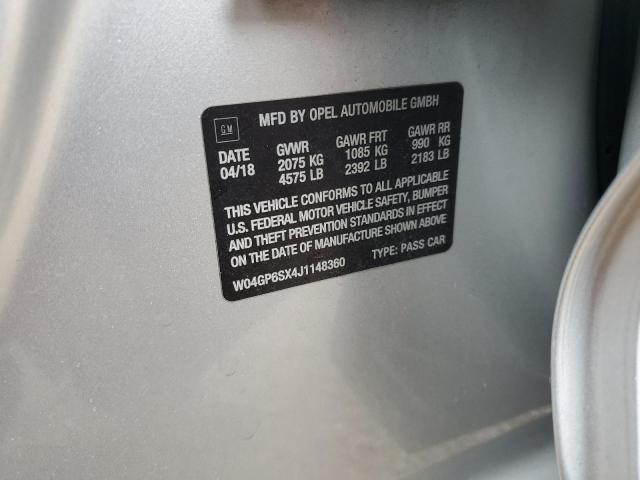 MFD BY OPEL AUTOMOBILE GMBH
GM
DATE GVWR GAWR FRT GAWR RR
04/18 2075 KG 1085 KG 990 KG
4575 LB 2392 LB 2183 LB
THIS VEHICLE CONFORMS TO ALL APPLICABLE
U.S. FEDERAL MOTOR VEHICLE SAFETY, BUMPER
AND THEFT PREVENTION STANDARDS IN EFFECT
ON THE DATE OF MANUFACTURE SHOWN ABOVE
W04GP6SX4J1148360 TYPE: PASS CAR